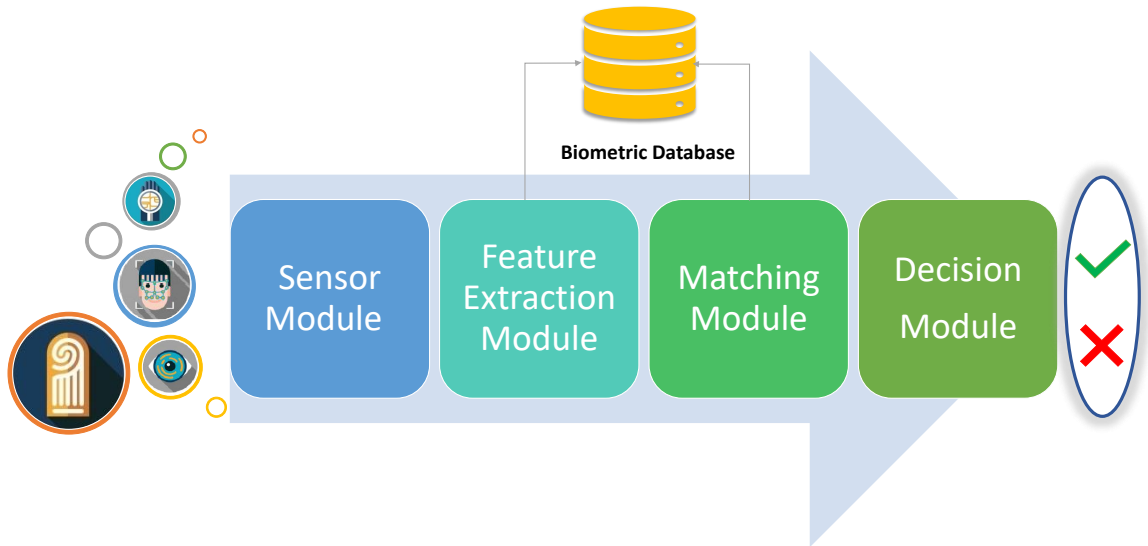 Biometric Database
Sensor
Module
Feature
Extraction
Module
Matching
Module
Decision
Module